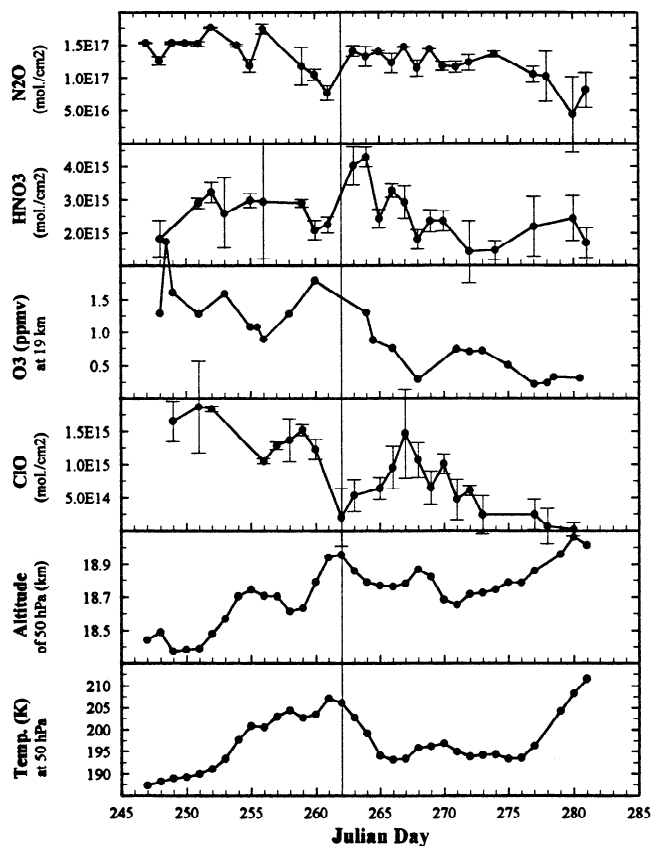 N2O
(mol./cm2)
1.5E17
1.0E17
5.0E16
HNO3
(mol./cm2)
4.0E15
3.0E15
2.0E15
O3 (ppmv)
at 19 km
1.5
1.0
0.5
ClO
(mol./cm2)
1.5E15
1.0E15
5.0E14
Altitude
of 50 hPa (km)
18.9
18.7
18.5
Temp. (K)
at 50 hPa
210
205
200
195
190
245 250 255 260 265 270 275 280 285
Julian Day